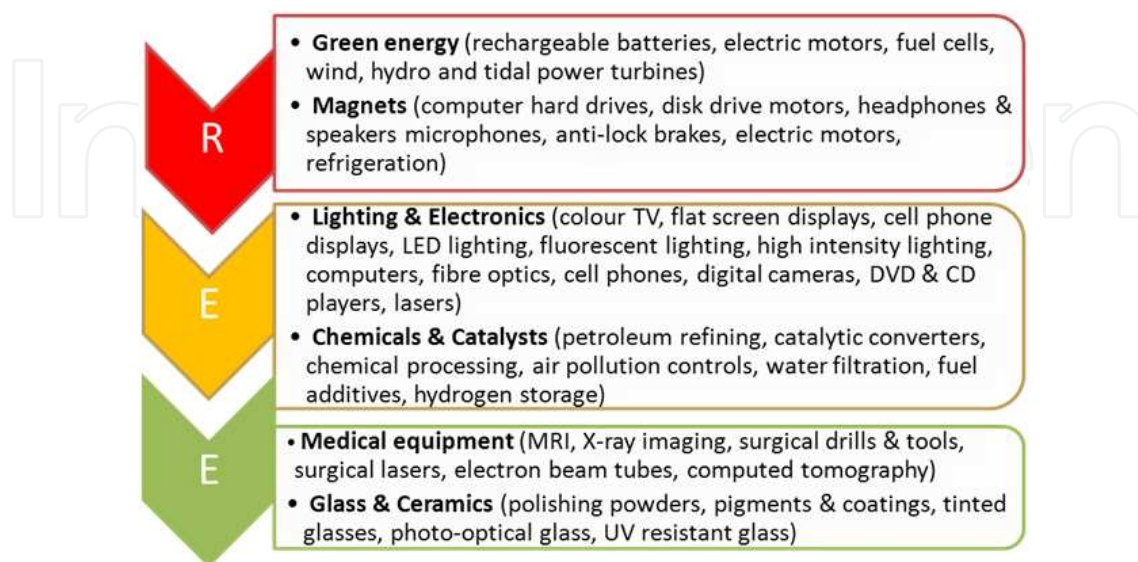 R
• Green energy (rechargeable batteries, electric motors, fuel cells,
wind, hydro and tidal power turbines)
• Magnets (computer hard drives, disk drive motors, headphones &
speakers microphones, anti-lock brakes, electric motors,
refrigeration)
E
• Lighting & Electronics (colour TV, flat screen displays, cell phone
displays, LED lighting, fluorescent lighting, high intensity lighting,
computers, fibre optics, cell phones, digital cameras, DVD & CD
players, lasers)
• Chemicals & Catalysts (petroleum refining, catalytic converters,
chemical processing, air pollution controls, water filtration, fuel
additives, hydrogen storage)
E
• Medical equipment (MRI, X-ray imaging, surgical drills & tools,
surgical lasers, electron beam tubes, computed tomography)
• Glass & Ceramics (polishing powders, pigments & coatings, tinted
glasses, photo-optical glass, UV resistant glass)